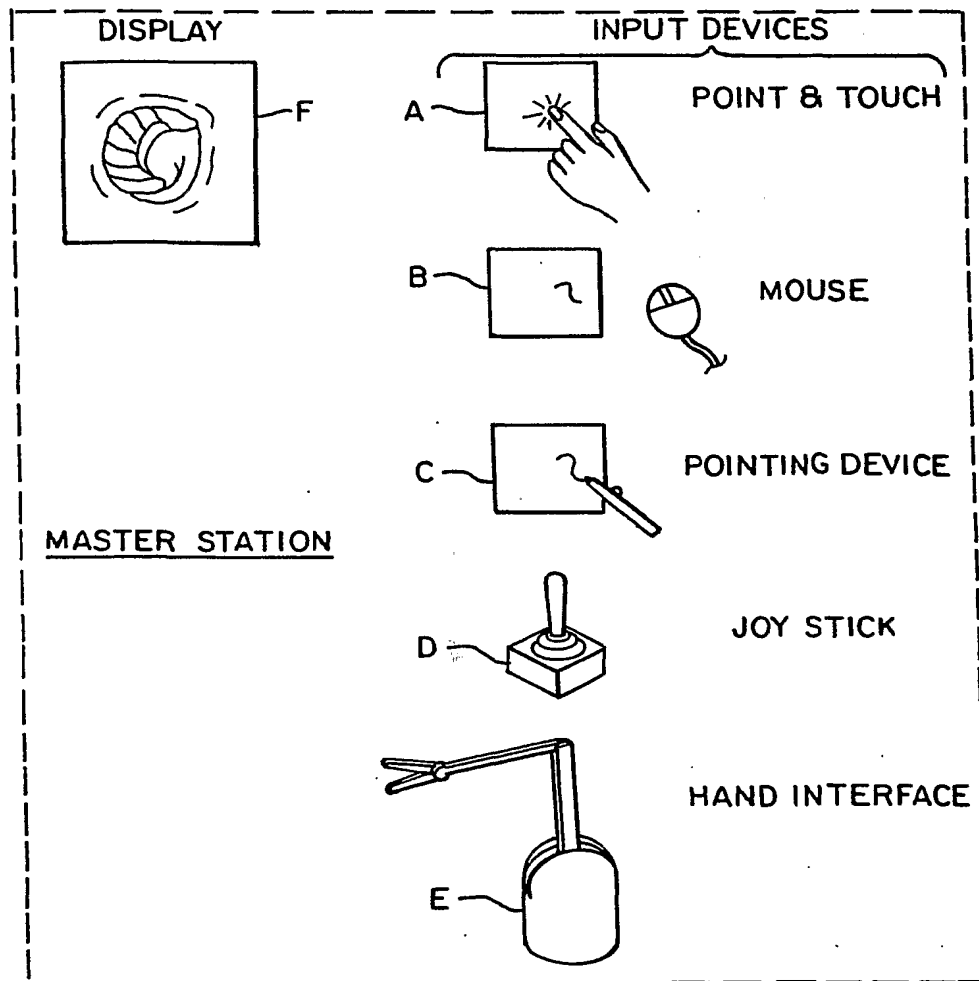 DISPLAY
INPUT DEVICES
F
A
POINT & TOUCH
B
MOUSE
C
POINTING DEVICE
MASTER STATION
D
JOY STICK
HAND INTERFACE
E